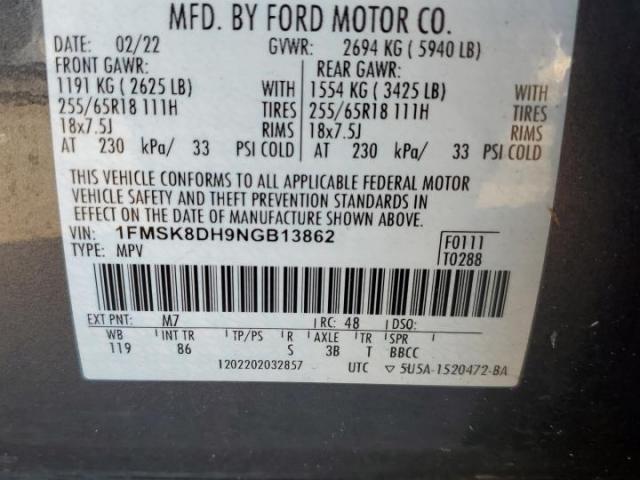 MFD. BY FORD MOTOR CO.
DATE: 02/22 GVWR: 2694 KG ( 5940 LB)
FRONT GAWR: REAR GAWR:
1191 KG ( 2625 LB) WITH 1554 KG ( 3425 LB) WITH
255/65R18 111H TIRES 255/65R18 111H TIRES
18x7.5J RIMS 18x7.5J RIMS
AT 230 kPa/ 33 PSI COLD AT 230 kPa/ 33 PSI COLD
THIS VEHICLE CONFORMS TO ALL APPLICABLE FEDERAL MOTOR
VEHICLE SAFETY AND THEFT PREVENTION STANDARDS IN
EFFECT ON THE DATE OF MANUFACTURE SHOWN ABOVE.
VIN: 1FMSK8DH9NGB13862 F0111
TYPE: MPV T0288
EXT PNT: M7 RC: 48 DSO:
WB INT TR TP/PS R AXLE TR SPR
119 86 S 3B T BBCC
1202202032857 UTC ▽ 5U5A-1520472-BA